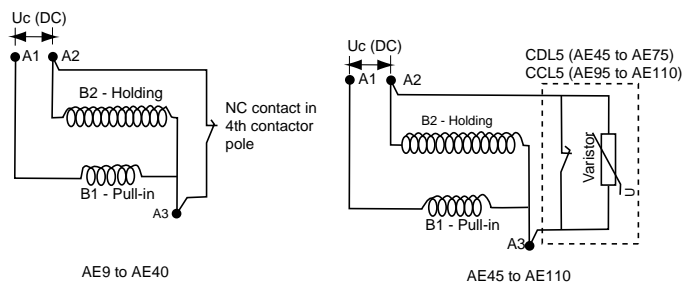 Uc (DC)
A1
A2
B2 - Holding
NC contact in
4th contactor
pole
B1 - Pull-in
A3
AE9 to AE40
Uc (DC)
A1
A2
CDL5 (AE45 to AE75)
CCL5 (AE95 to AE110)
B2 - Holding
Varistor
U
B1 - Pull-in
A3
AE45 to AE110